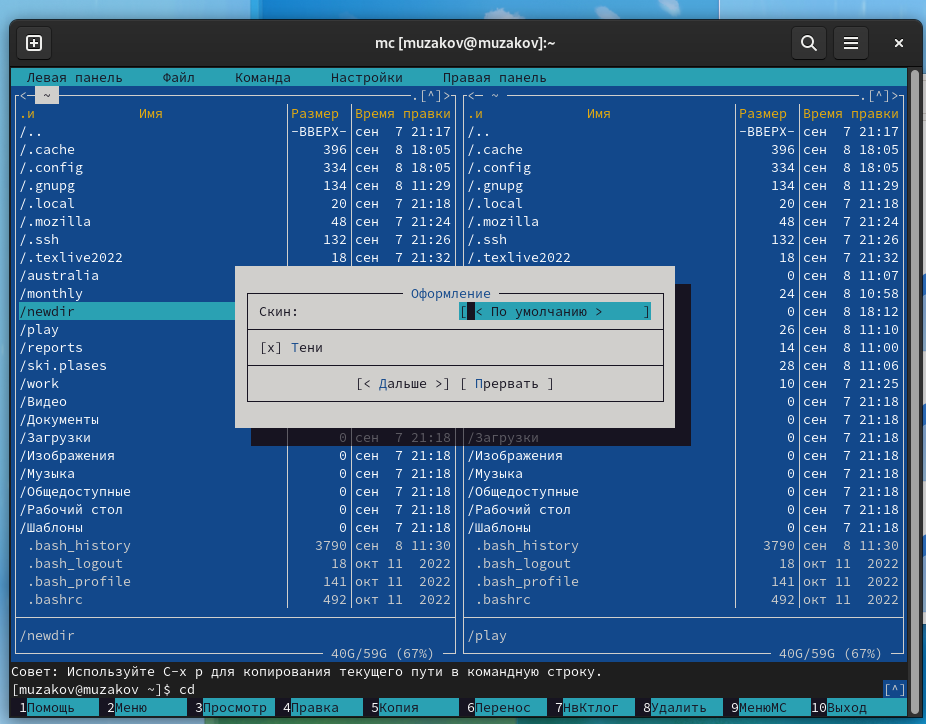 mc [muzakov@muzakov]:~
Левая панель Файл Команда Настройки Правая панель
<─ ~ .[^]> <─ ~ .[^]>
.и Имя Размер Время правки .и Имя Размер Время правки
/.. -ВВЕРХ- сен 7 21:17 /.. -ВВЕРХ- сен 7 21:17
/.cache 396 сен 8 18:05 /.cache 396 сен 8 18:05
/.config 334 сен 8 18:05 /.config 334 сен 8 18:05
/.gnupg 134 сен 8 11:29 /.gnupg 134 сен 8 11:29
/.local 20 сен 7 21:18 /.local 20 сен 7 21:18
/.mozilla 48 сен 7 21:24 /.mozilla 48 сен 7 21:24
/.ssh 132 сен 7 21:26 /.ssh 132 сен 7 21:26
/.texlive2022 18 сен 7 21:32 /.texlive2022 18 сен 7 21:32
/australia 0 сен 8 11:07
/monthly Оформление 24 сен 8 10:58
/newdir Скин: [ < По умолчанию > ] 0 сен 8 18:12
/play 26 сен 8 11:10
/reports [x] Тени 14 сен 8 11:00
/ski.plases 28 сен 8 11:06
/work [< Дальше >] [ Прервать ] 10 сен 7 21:25
/Видео 0 сен 7 21:18
/Документы 0 сен 7 21:18
/Загрузки 0 сен 7 21:18 /Загрузки 0 сен 7 21:18
/Изображения 0 сен 7 21:18 /Изображения 0 сен 7 21:18
/Музыка 0 сен 7 21:18 /Музыка 0 сен 7 21:18
/Общедоступные 0 сен 7 21:18 /Общедоступные 0 сен 7 21:18
/Рабочий стол 0 сен 7 21:18 /Рабочий стол 0 сен 7 21:18
/Шаблоны 0 сен 7 21:18 /Шаблоны 0 сен 7 21:18
.bash_history 3790 сен 8 11:30 .bash_history 3790 сен 8 11:30
.bash_logout 18 окт 11 2022 .bash_logout 18 окт 11 2022
.bash_profile 141 окт 11 2022 .bash_profile 141 окт 11 2022
.bashrc 492 окт 11 2022 .bashrc 492 окт 11 2022
/newdir /play
40G/59G (67%) 40G/59G (67%)
Совет: Используйте C-x p для копирования текущего пути в командную строку.
[muzakov@muzakov ~]$ cd [^]
1Помощь 2Меню 3Просмотр 4Правка 5Копия 6Перенос 7НвКтлог 8Удалить 9МенюMC 10Выход